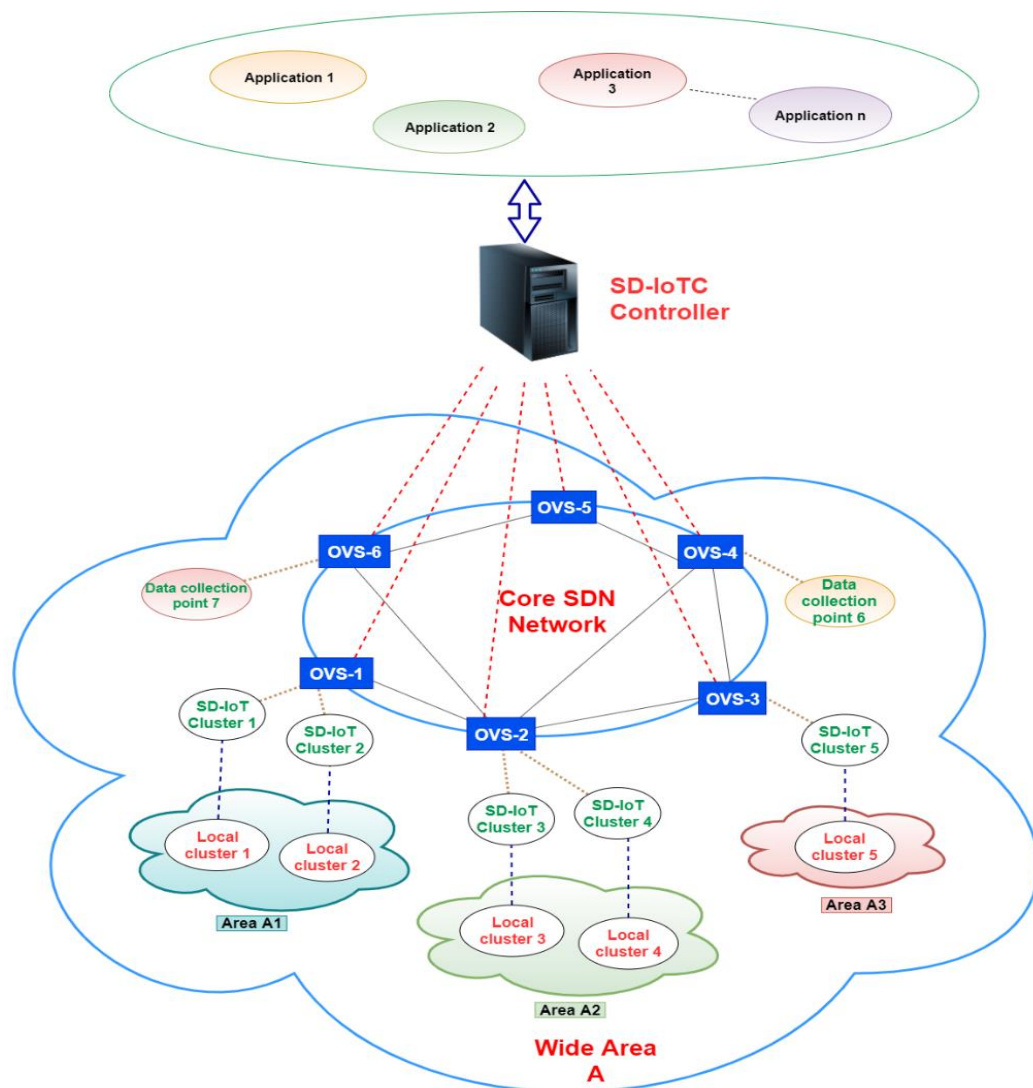 Application 1
Application
3
Application 2
Application n
SD-IoTC
Controller
OVS-5
OVS-6
OVS-4
Data collection
point 7
Core SDN
Network
Data
collection
point 6
OVS-1
OVS-3
SD-IoT
Cluster 1
SD-IoT
Cluster 2
OVS-2
SD-IoT
Cluster 5
SD-IoT
Cluster 3
SD-IoT
Cluster 4
Local
cluster 1
Local
cluster 2
Local
cluster 5
Area A1
Area A3
Local
cluster 3
Local
cluster 4
Area A2
Wide Area
A